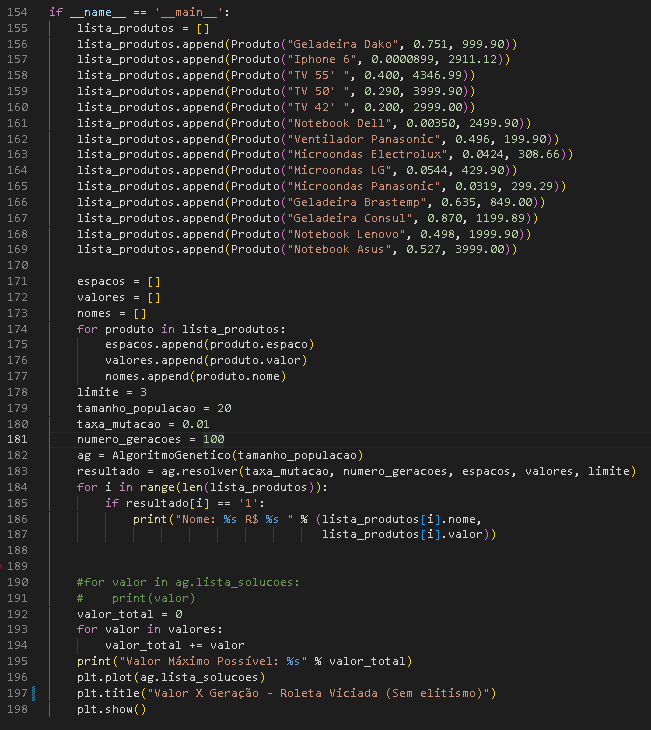 154 if __name__ == '__main__':
155     lista_produtos = []
156     lista_produtos.append(Produto("Geladeira Dako", 0.751, 999.90))
157     lista_produtos.append(Produto("Iphone 6", 0.0000899, 2911.12))
158     lista_produtos.append(Produto("TV 55' ", 0.400, 4346.99))
159     lista_produtos.append(Produto("TV 50' ", 0.290, 3999.90))
160     lista_produtos.append(Produto("TV 42' ", 0.200, 2999.00))
161     lista_produtos.append(Produto("Notebook Dell", 0.00350, 2499.90))
162     lista_produtos.append(Produto("Ventilador Panasonic", 0.496, 199.90))
163     lista_produtos.append(Produto("Microondas Electrolux", 0.0424, 308.66))
164     lista_produtos.append(Produto("Microondas LG", 0.0544, 429.90))
165     lista_produtos.append(Produto("Microondas Panasonic", 0.0319, 299.29))
166     lista_produtos.append(Produto("Geladeira Brastemp", 0.635, 849.00))
167     lista_produtos.append(Produto("Geladeira Consul", 0.870, 1199.89))
168     lista_produtos.append(Produto("Notebook Lenovo", 0.498, 1999.90))
169     lista_produtos.append(Produto("Notebook Asus", 0.527, 3999.00))
170
171     espacos = []
172     valores = []
173     nomes = []
174     for produto in lista_produtos:
175         espacos.append(produto.espaco)
176         valores.append(produto.valor)
177         nomes.append(produto.nome)
178     limite = 3
179     tamanho_populacao = 20
180     taxa_mutacao = 0.01
181     numero_geracoes = 100
182     ag = AlgoritmoGenetico(tamanho_populacao)
183     resultado = ag.resolver(taxa_mutacao, numero_geracoes, espacos, valores, limite)
184     for i in range(len(lista_produtos)):
185         if resultado[i] == '1':
186             print("Nome: %s R$ %s " % (lista_produtos[i].nome,
187                                        lista_produtos[i].valor))
188
189
190     #for valor in ag.lista_solucoes:
191     #    print(valor)
192     valor_total = 0
193     for valor in valores:
194         valor_total += valor
195     print("Valor Máximo Possível: %s" % valor_total)
196     plt.plot(ag.lista_solucoes)
197     plt.title("Valor X Geração - Roleta Viciada (Sem elitismo)")
198     plt.show()